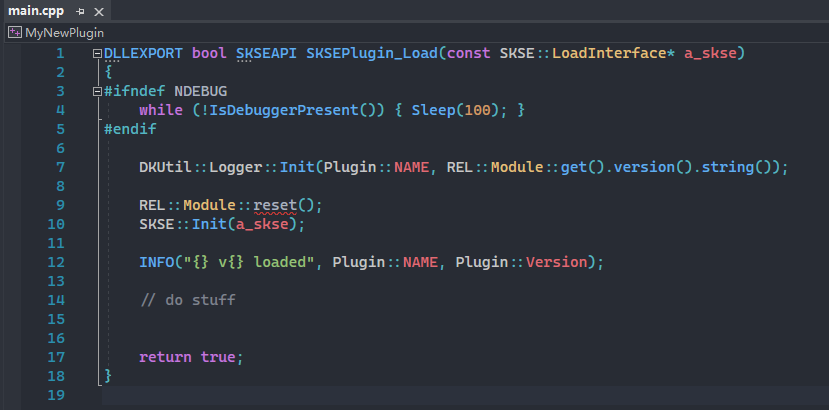 main.cpp
MyNewPlugin
1 DLLEXPORT bool SKSEAPI SKSEPlugin_Load(const SKSE::LoadInterface* a_skse)
2 {
3 #ifndef NDEBUG
4 while (!IsDebuggerPresent()) { Sleep(100); }
5 #endif
6
7 DKUtil::Logger::Init(Plugin::NAME, REL::Module::get().version().string());
8
9 REL::Module::reset();
10 SKSE::Init(a_skse);
11
12 INFO("{} v{} loaded", Plugin::NAME, Plugin::Version);
13
14 // do stuff
15
16
17 return true;
18 }
19